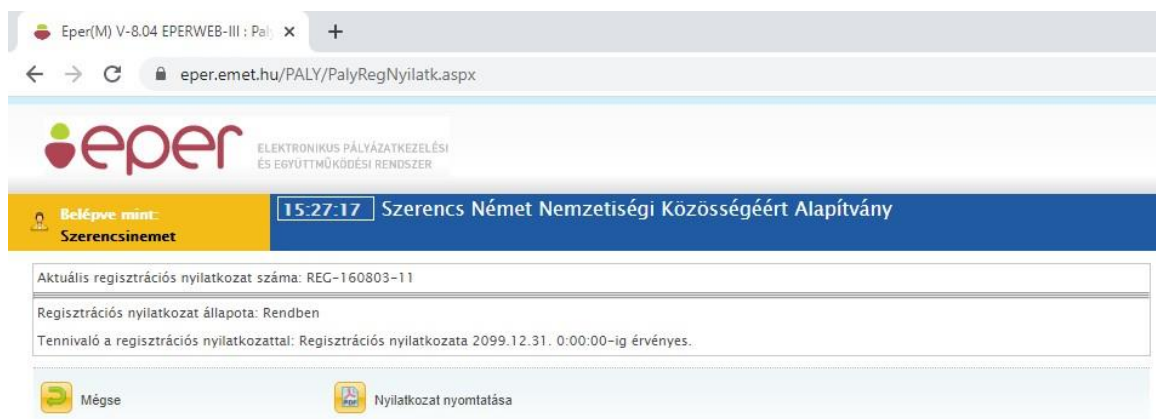 Eper(M) V-8.04 EPERWEB-III : Pal
eper.emet.hu/PALY/PalyRegNyilatk.aspx
eper
ELEKTRONIKUS PÁLYÁZATKEZELÉSI
ÉS EGYÜTTMŰKÖDÉSI RENDSZER
Belépve mint:
Szerencsinemet
15:27:17 Szerencs Német Nemzetiségi Közösségéért Alapítvány
Aktuális regisztrációs nyilatkozat száma: REG-160803-11
Regisztrációs nyilatkozat állapota: Rendben
Tennivaló a regisztrációs nyilatkozattal: Regisztrációs nyilatkozata 2099.12.31. 0:00:00-ig érvényes.
Mégse
PDF
Nyilatkozat nyomtatása